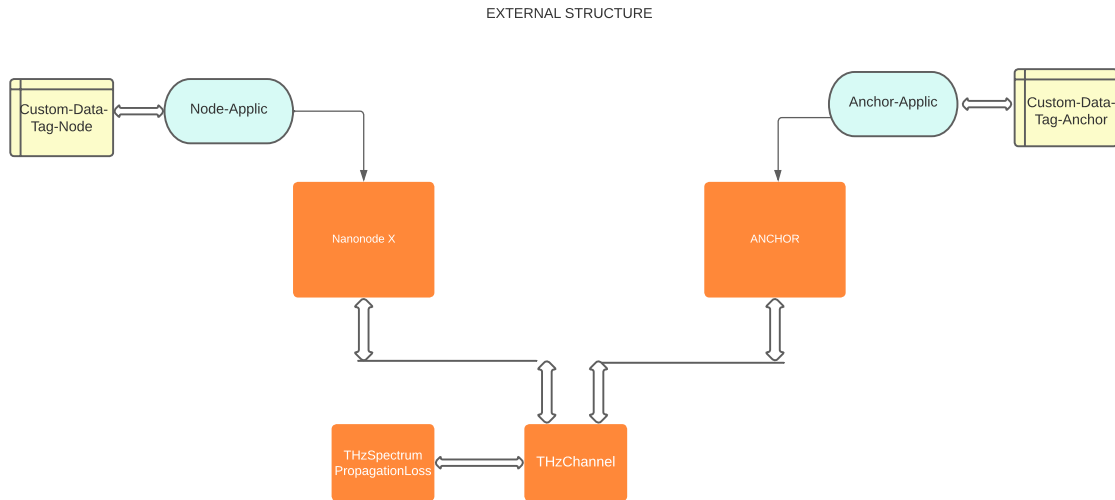 EXTERNAL STRUCTURE
Custom-Data-
Tag-Node
Node-Applic
Anchor-Applic
Custom-Data-
Tag-Anchor
Nanonode X
ANCHOR
THzSpectrum
PropagationLoss
THzChannel